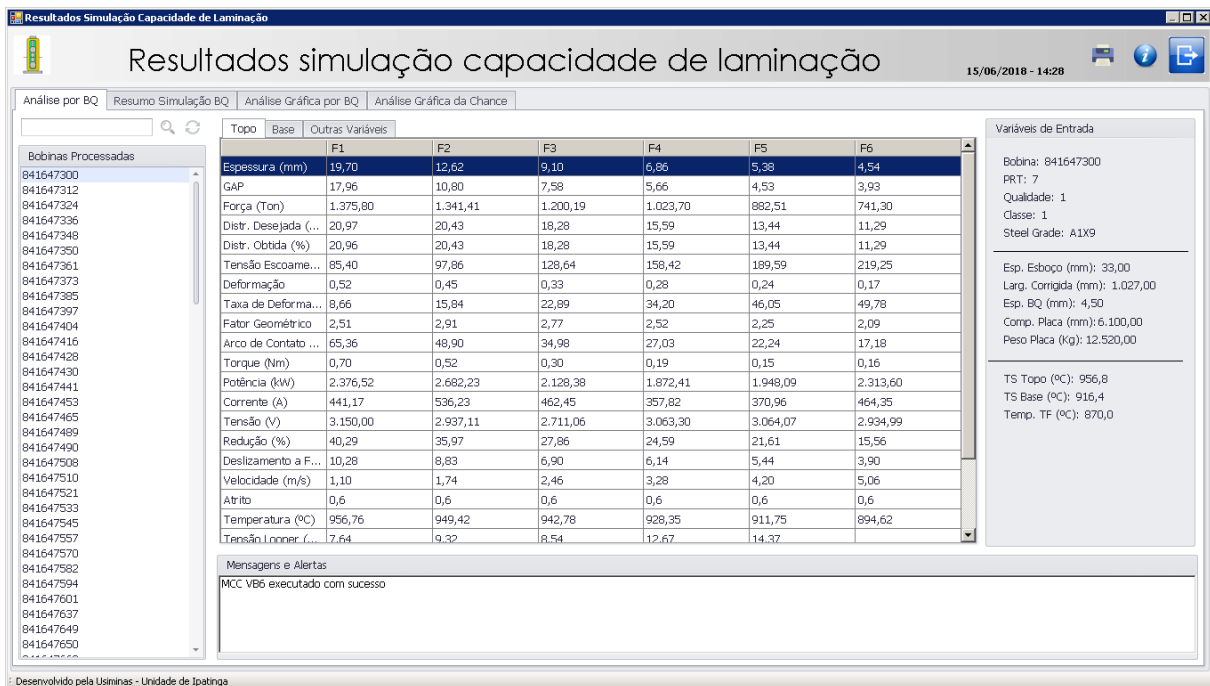 Resultados Simulação Capacidade de Laminação
Resultados simulação capacidade de laminação
15/06/2018 - 14:28
Análise por BQ Resumo Simulação BQ Análise Gráfica por BQ Análise Gráfica da Chance
Bobinas Processadas
841647300
841647312
841647324
841647336
841647348
841647350
841647361
841647373
841647385
841647397
841647404
841647416
841647428
841647430
841647441
841647453
841647465
841647489
841647490
841647508
841647510
841647521
841647533
841647545
841647557
841647570
841647582
841647594
841647601
841647637
841647649
841647650
Topo Base Outras Variáveis
F1 F2 F3 F4 F5 F6
Espessura (mm) 19,70 12,62 9,10 6,86 5,38 4,54
GAP 17,96 10,80 7,58 5,66 4,53 3,93
Força (Ton) 1.375,80 1.341,41 1.200,19 1.023,70 882,51 741,30
Distr. Desejada (... 20,97 20,43 18,28 15,59 13,44 11,29
Distr. Obtida (%) 20,96 20,43 18,28 15,59 13,44 11,29
Tensão Escoame... 85,40 97,86 128,64 158,42 189,59 219,25
Deformação 0,52 0,45 0,33 0,28 0,24 0,17
Taxa de Deforma... 8,66 15,84 22,89 34,20 46,05 49,78
Fator Geométrico 2,51 2,91 2,77 2,52 2,25 2,09
Arco de Contato ... 65,36 48,90 34,98 27,03 22,24 17,18
Torque (Nm) 0,70 0,52 0,30 0,19 0,15 0,16
Potência (kW) 2.376,52 2.682,23 2.128,38 1.872,41 1.948,09 2.313,60
Corrente (A) 441,17 536,23 462,45 357,82 370,96 464,35
Tensão (V) 3.150,00 2.937,11 2.711,06 3.063,30 3.064,07 2.934,99
Redução (%) 40,29 35,97 27,86 24,59 21,61 15,56
Deslizamento a F... 10,28 8,83 6,90 6,14 5,44 3,90
Velocidade (m/s) 1,10 1,74 2,46 3,28 4,20 5,06
Atrito 0,6 0,6 0,6 0,6 0,6 0,6
Temperatura (ºC) 956,76 949,42 942,78 928,35 911,75 894,62
Tensão Looper (... 7,64 9,32 8,54 12,67 14,37
Mensagens e Alertas
MCC VB6 executado com sucesso
Variáveis de Entrada
Bobina: 841647300
PRT: 7
Qualidade: 1
Classe: 1
Steel Grade: A1X9
Esp. Esboço (mm): 33,00
Larg. Corrigida (mm): 1.027,00
Esp. BQ (mm): 4,50
Comp. Placa (mm): 6.100,00
Peso Placa (Kg): 12.520,00
TS Topo (ºC): 956,8
TS Base (ºC): 916,4
Temp. TF (ºC): 870,0
Desenvolvido pela Usiminas - Unidade de Ipatinga